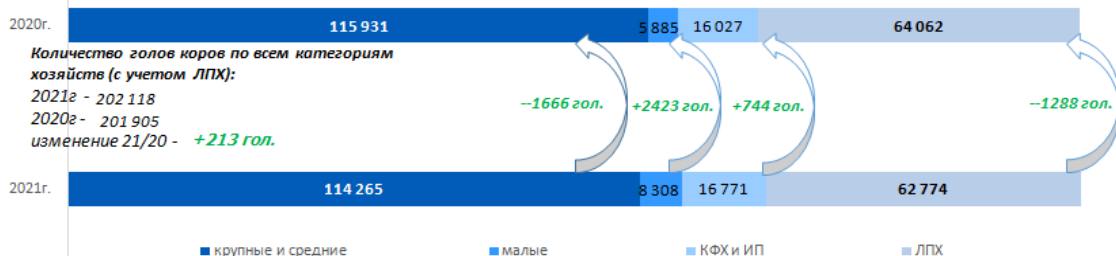 2020г. 115 931 5 885 16 027 64 062
Количество голов коров по всем категориям
хозяйств (с учетом ЛПХ):
2021г - 202 118
2020г - 201 905
изменение 21/20 - +213 гол.
--1666 гол. +2423 гол. +744 гол. --1288 гол.
2021г. 114 265 8 308 16 771 62 774
крупные и средние малые КФХ и ИП ЛПХ